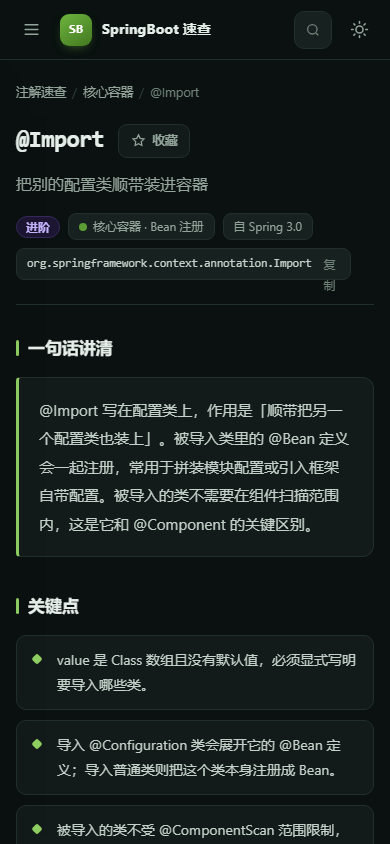 SB SpringBoot 速查
注解速查 / 核心容器 / @Import
@Import 收藏
把别的配置类顺带装进容器
进阶 核心容器 · Bean 注册 自 Spring 3.0
org.springframework.context.annotation.Import 复制
一句话讲清
@Import 写在配置类上，作用是「顺带把另一
个配置类也装上」。被导入类里的 @Bean 定义
会一起注册，常用于拼装模块配置或引入框架
自带配置。被导入的类不需要在组件扫描范围
内，这是它和 @Component 的关键区别。
关键点
value 是 Class 数组且没有默认值，必须显式写明
要导入哪些类。
导入 @Configuration 类会展开它的 @Bean 定
义；导入普通类则把这个类本身注册成 Bean。
被导入的类不受 @ComponentScan 范围限制，